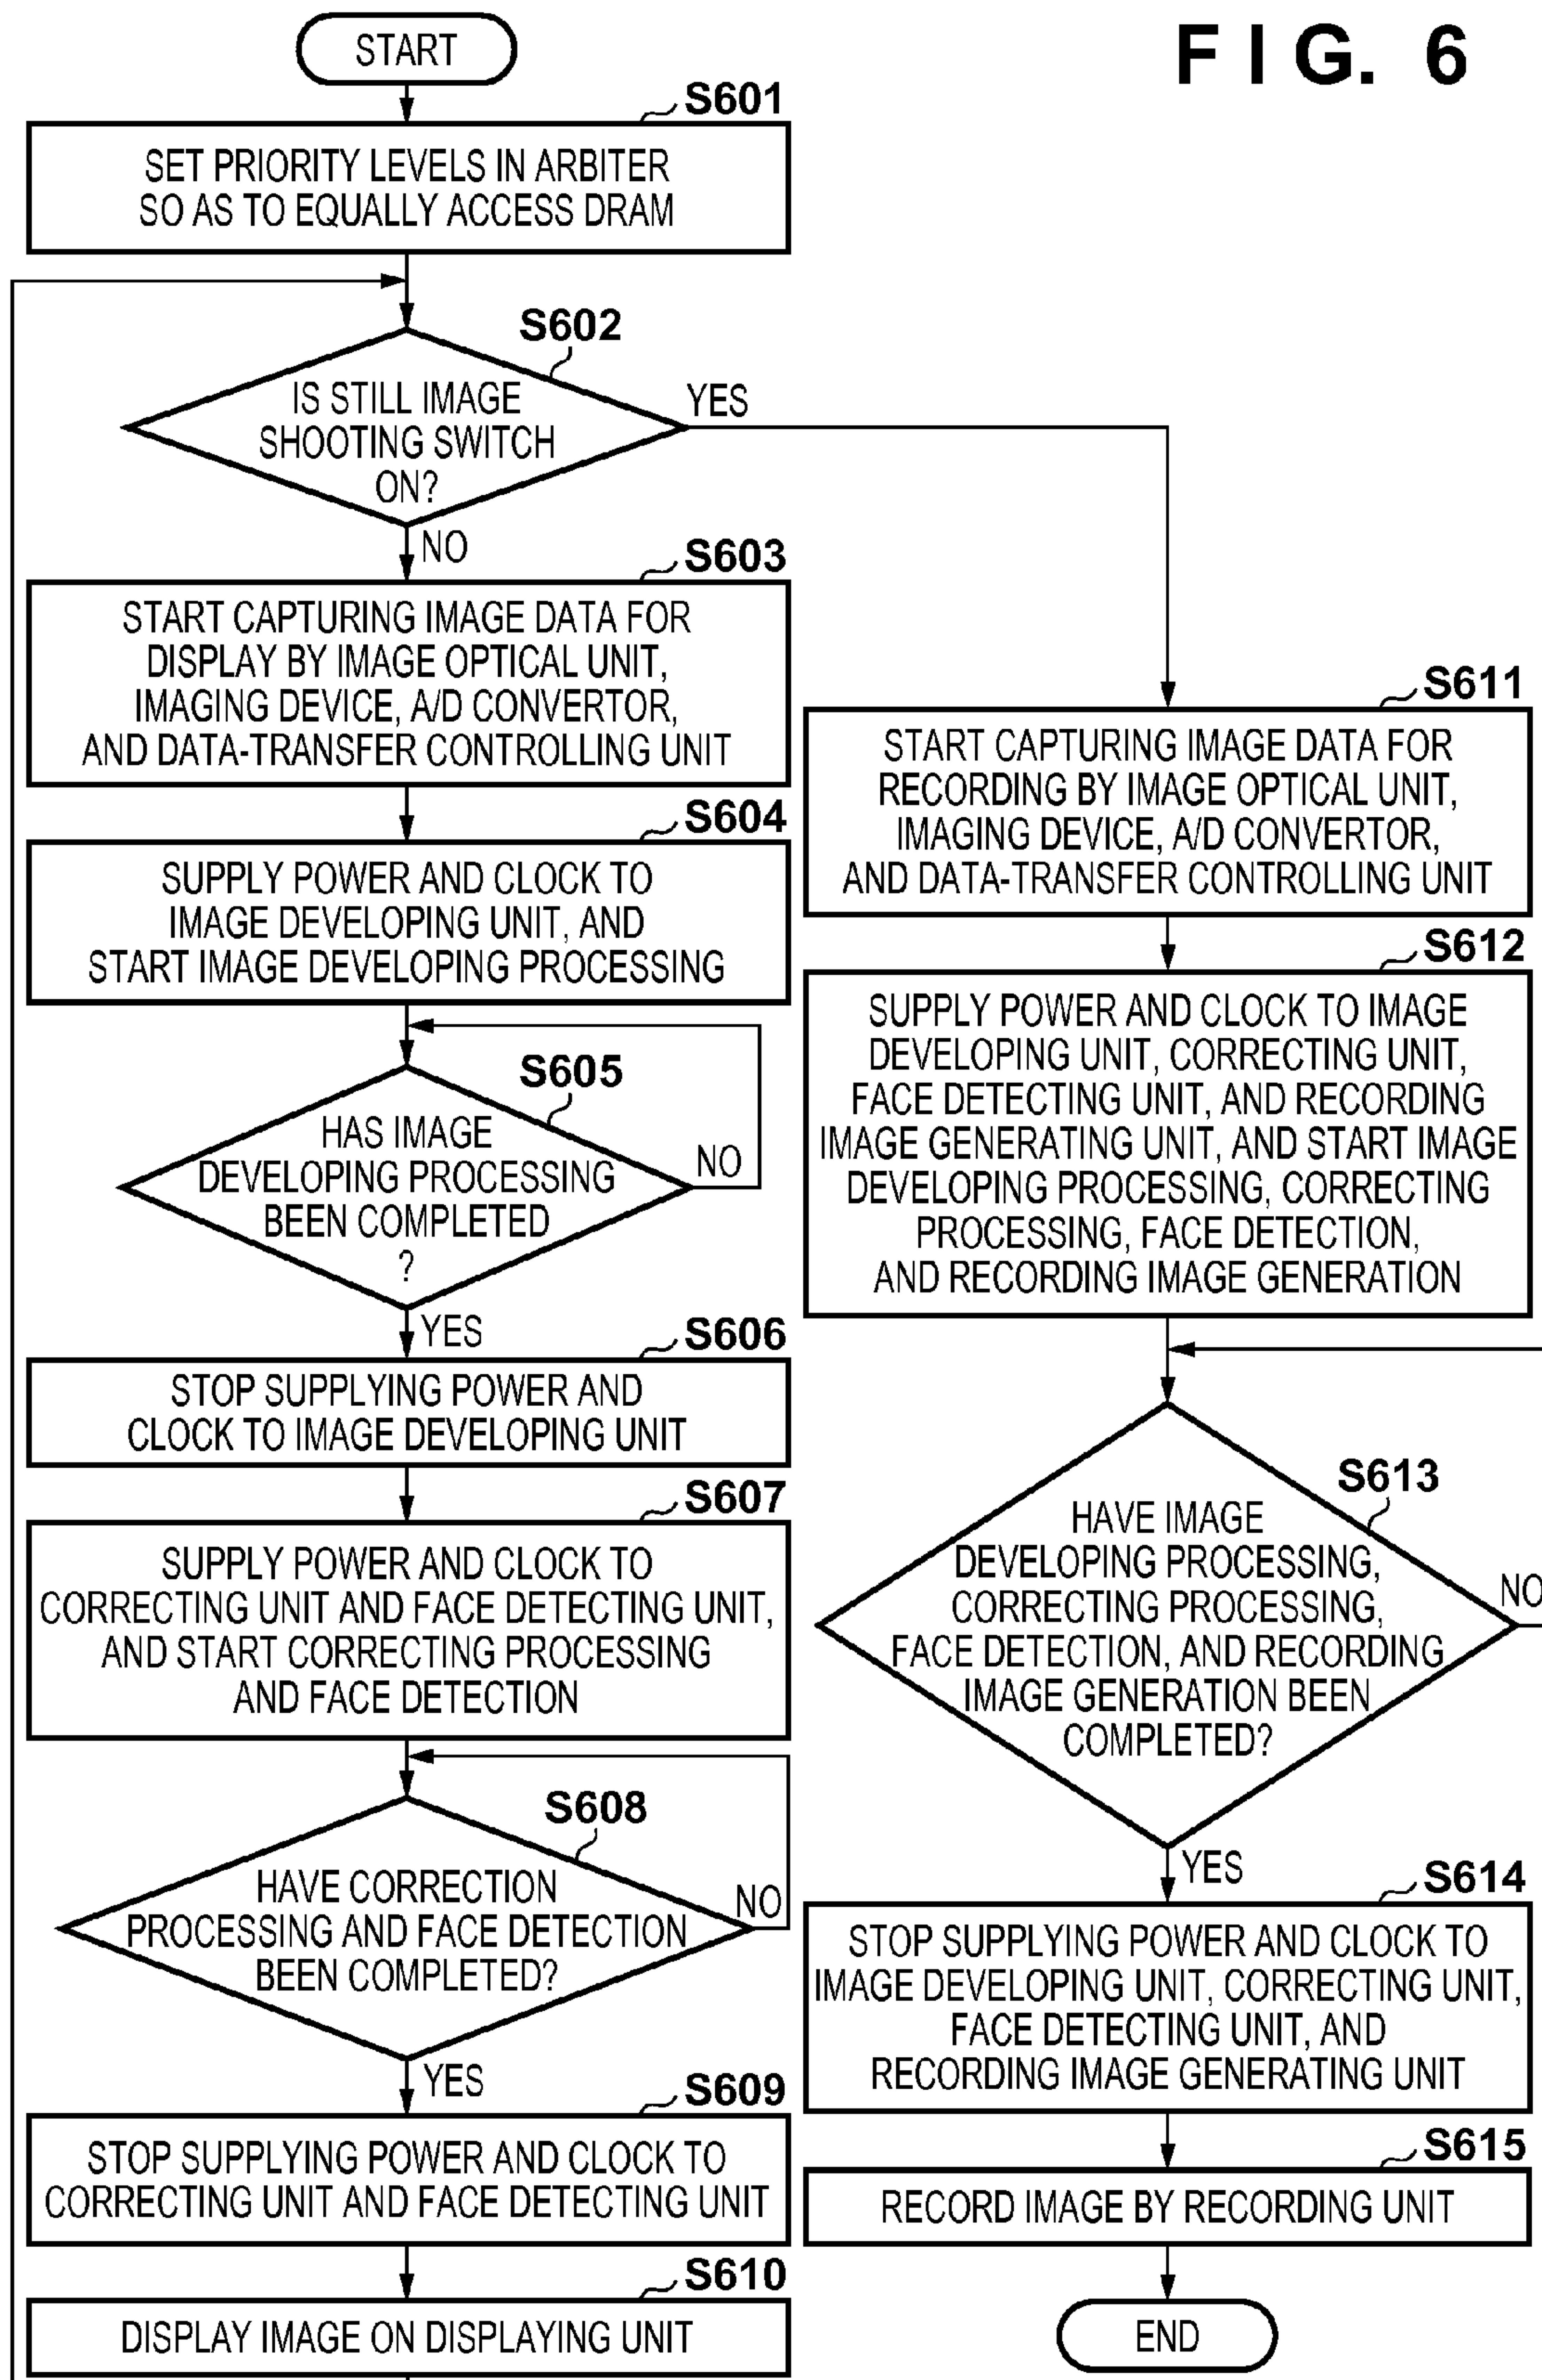 FIG. 6
START
S601
SET PRIORITY LEVELS IN ARBITER
SO AS TO EQUALLY ACCESS DRAM
S602
IS STILL IMAGE
SHOOTING SWITCH
ON?
YES
NO
S603
START CAPTURING IMAGE DATA FOR
DISPLAY BY IMAGE OPTICAL UNIT,
IMAGING DEVICE, A/D CONVERTOR,
AND DATA-TRANSFER CONTROLLING UNIT
S604
SUPPLY POWER AND CLOCK TO
IMAGE DEVELOPING UNIT, AND
START IMAGE DEVELOPING PROCESSING
S605
HAS IMAGE
DEVELOPING PROCESSING
BEEN COMPLETED
?
NO
YES
S606
STOP SUPPLYING POWER AND
CLOCK TO IMAGE DEVELOPING UNIT
S607
SUPPLY POWER AND CLOCK TO
CORRECTING UNIT AND FACE DETECTING UNIT,
AND START CORRECTING PROCESSING
AND FACE DETECTION
S608
HAVE CORRECTION
PROCESSING AND FACE DETECTION
BEEN COMPLETED?
NO
YES
S609
STOP SUPPLYING POWER AND CLOCK TO
CORRECTING UNIT AND FACE DETECTING UNIT
S610
DISPLAY IMAGE ON DISPLAYING UNIT
S611
START CAPTURING IMAGE DATA FOR
RECORDING BY IMAGE OPTICAL UNIT,
IMAGING DEVICE, A/D CONVERTOR,
AND DATA-TRANSFER CONTROLLING UNIT
S612
SUPPLY POWER AND CLOCK TO IMAGE
DEVELOPING UNIT, CORRECTING UNIT,
FACE DETECTING UNIT, AND RECORDING
IMAGE GENERATING UNIT, AND START IMAGE
DEVELOPING PROCESSING, CORRECTING
PROCESSING, FACE DETECTION,
AND RECORDING IMAGE GENERATION
S613
HAVE IMAGE
DEVELOPING PROCESSING,
CORRECTING PROCESSING,
FACE DETECTION, AND RECORDING
IMAGE GENERATION BEEN
COMPLETED?
NO
YES
S614
STOP SUPPLYING POWER AND CLOCK TO
IMAGE DEVELOPING UNIT, CORRECTING UNIT,
FACE DETECTING UNIT, AND
RECORDING IMAGE GENERATING UNIT
S615
RECORD IMAGE BY RECORDING UNIT
END